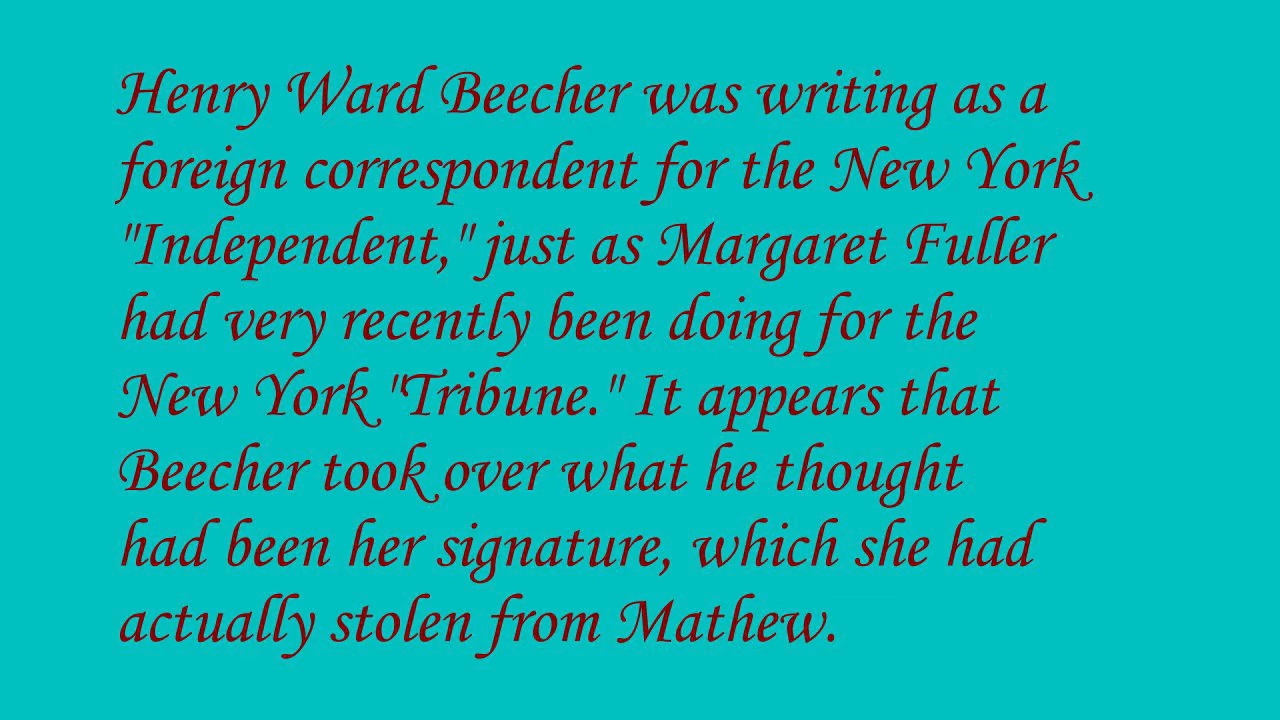 Henry Ward Beecher was writing as a
foreign correspondent for the New York
"Independent," just as Margaret Fuller
had very recently been doing for the
New York "Tribune." It appears that
Beecher took over what he thought
had been her signature, which she had
actually stolen from Mathew.